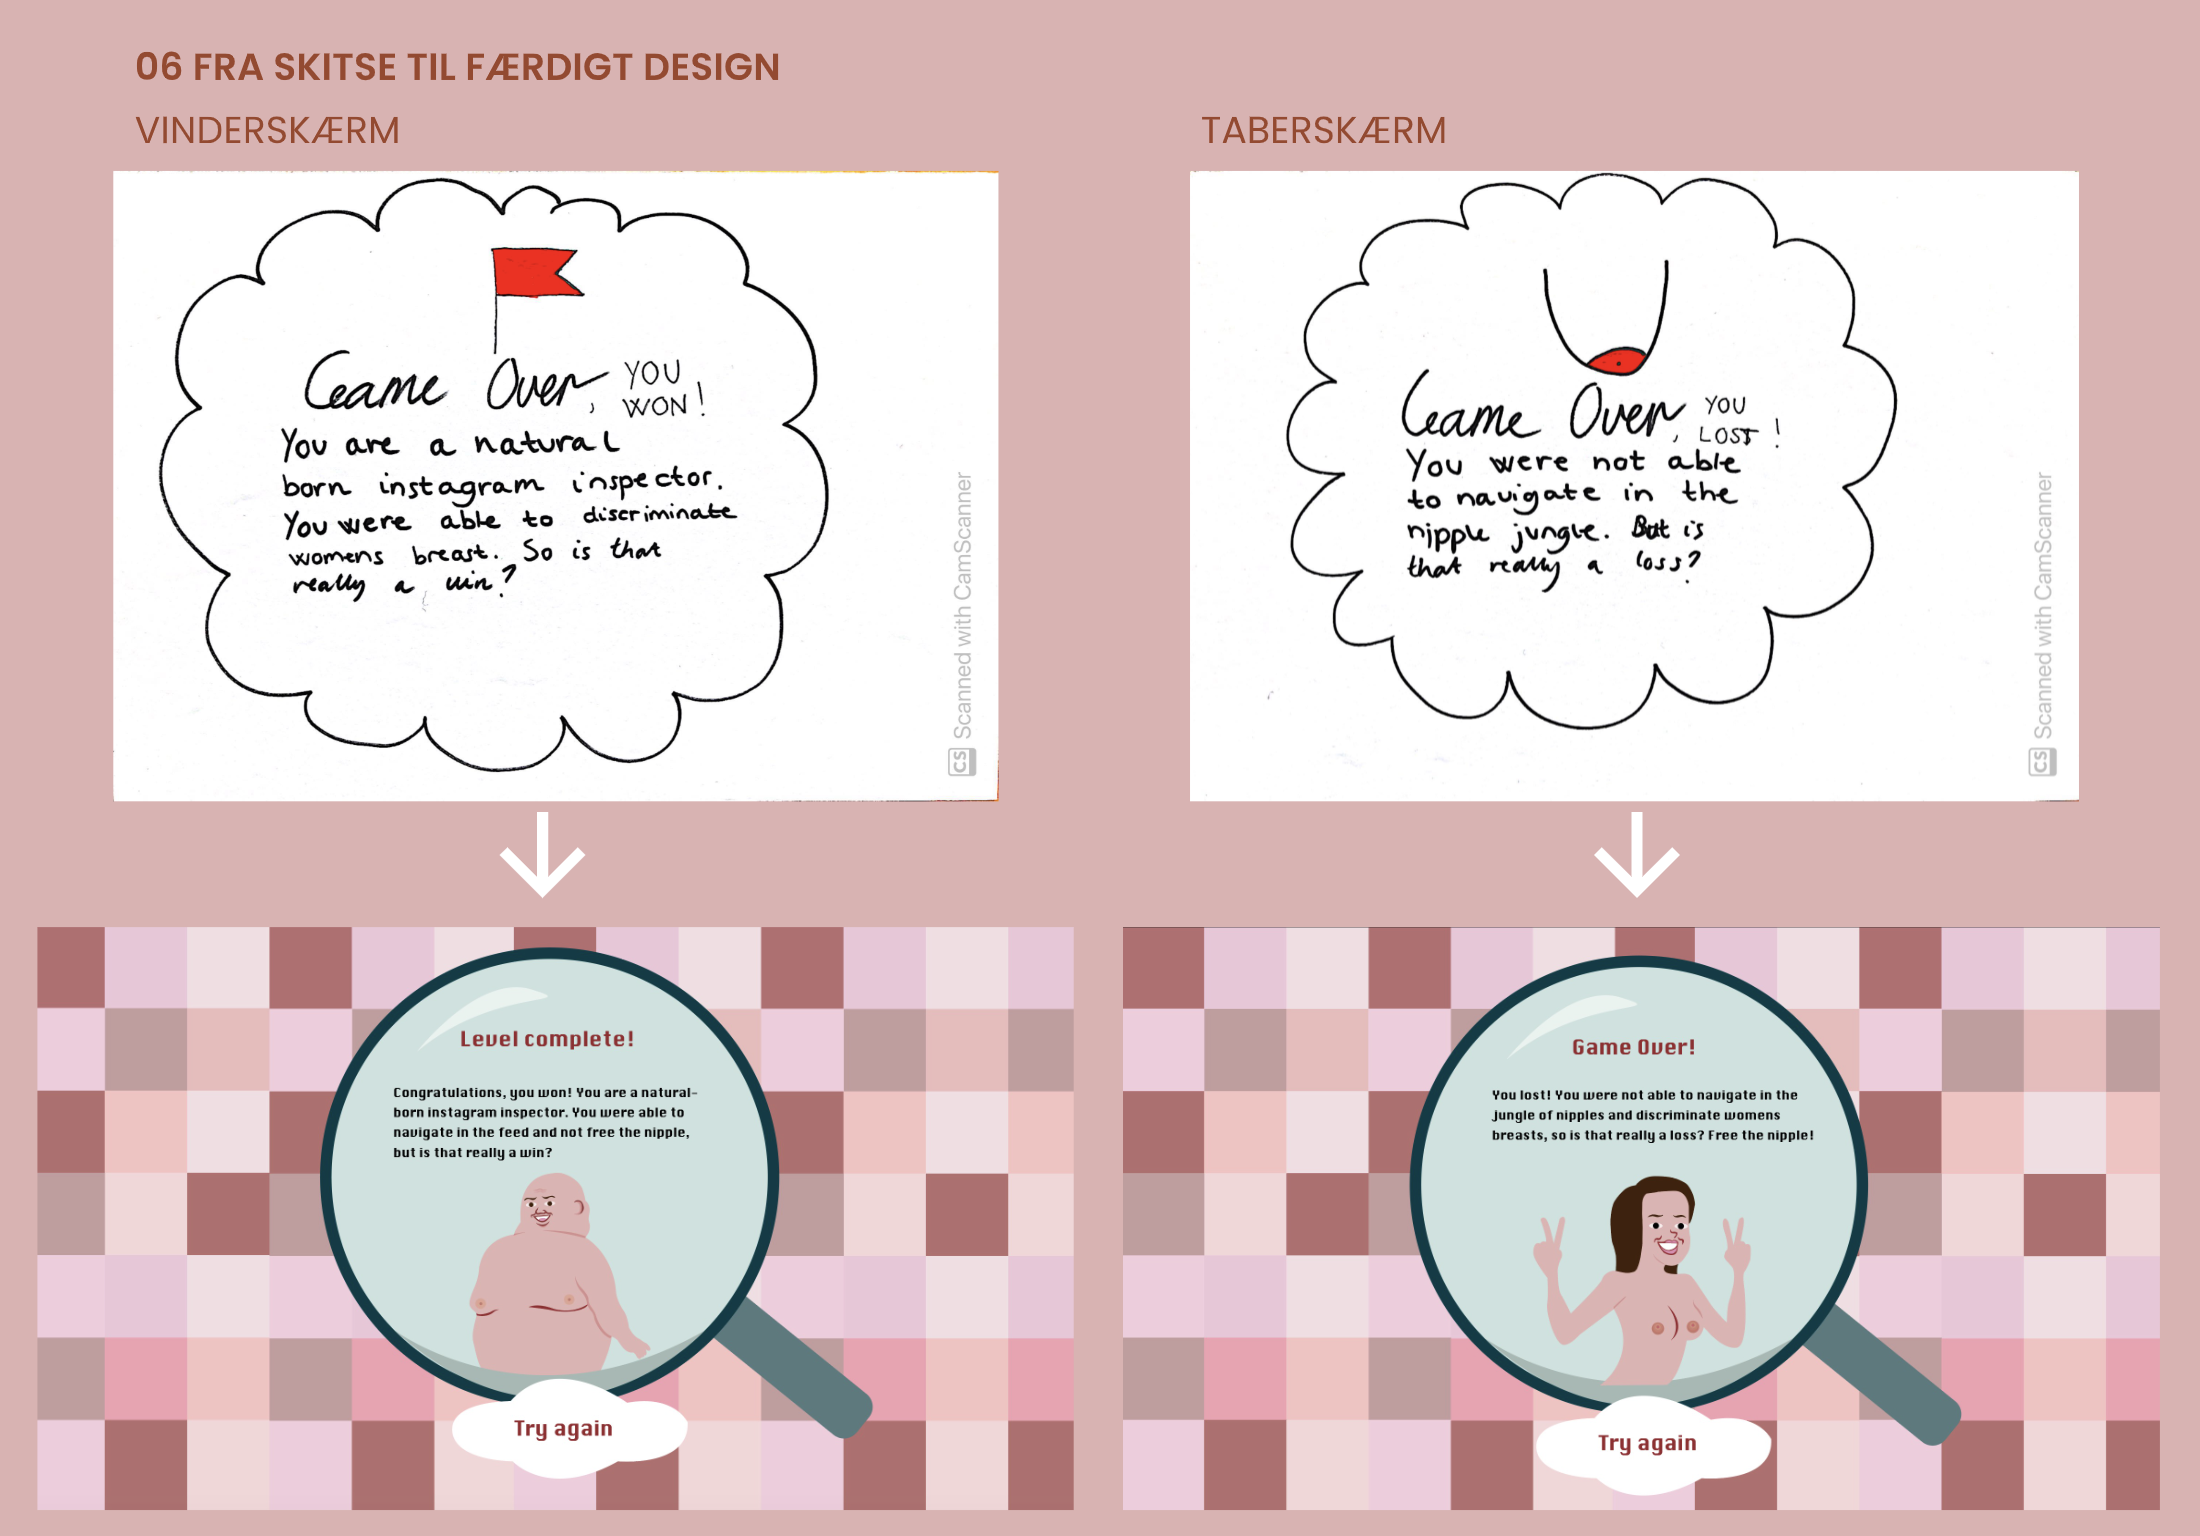 06 FRA SKITSE TIL FÆRDIGT DESIGN
VINDERSKÆRM
Game Over, YOU WON!
You are a natural
born instagram inspector.
You were able to discriminate
womens breast. So is that
really a win?
CS Scanned with CamScanner
TABERSKÆRM
Game Over, YOU LOST!
You were not able
to navigate in the
nipple jungle. But is
that really a loss?
CS Scanned with CamScanner
Level complete!
Congratulations, you won! You are a natural-
born instagram inspector. You were able to
navigate in the feed and not free the nipple,
but is that really a win?
Try again
Game Over!
You lost! You were not able to navigate in the
jungle of nipples and discriminate womens
breasts, so is that really a loss? Free the nipple!
Try again